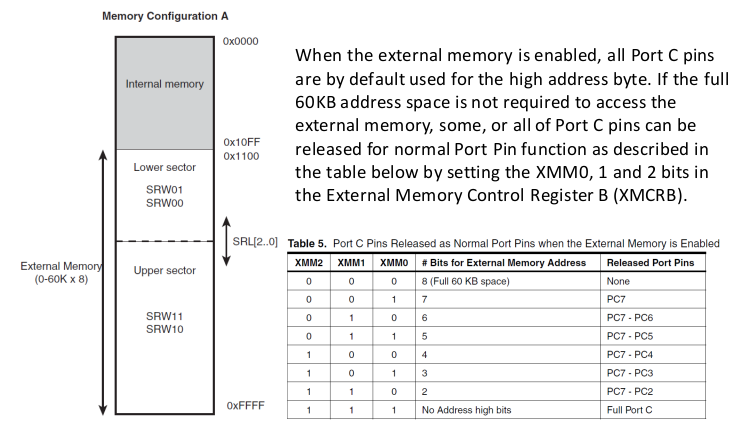 Memory Configuration A
0x0000
Internal memory
0x10FF
0x1100
Lower sector
SRW01
SRW00
SRL[2..0]
External Memory
(0-60K x 8)
Upper sector
SRW11
SRW10
0xFFFF
When the external memory is enabled, all Port C pins
are by default used for the high address byte. If the full
60KB address space is not required to access the
external memory, some, or all of Port C pins can be
released for normal Port Pin function as described in
the table below by setting the XMM0, 1 and 2 bits in
the External Memory Control Register B (XMCRB).
Table 5. Port C Pins Released as Normal Port Pins when the External Memory is Enabled
XMM2 XMM1 XMM0 # Bits for External Memory Address Released Port Pins
0 0 0 8 (Full 60 KB space) None
0 0 1 7 PC7
0 1 0 6 PC7 - PC6
0 1 1 5 PC7 - PC5
1 0 0 4 PC7 - PC4
1 0 1 3 PC7 - PC3
1 1 0 2 PC7 - PC2
1 1 1 No Address high bits Full Port C